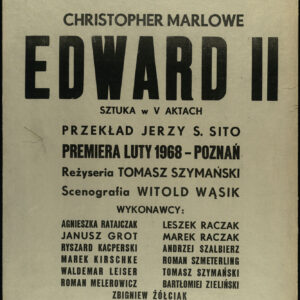 CHRISTOPHER MARLOWE
EDWARD II
SZTUKA w V AKTACH
PRZEKŁAD JERZY S. SITO
PREMIERA LUTY 1968 – POZNAŃ
Reżyseria TOMASZ SZYMAŃSKI
Scenografia WITOLD WĄSIK
WYKONAWCY:
AGNIESZKA RATAJCZAK LESZEK RACZAK
JANUSZ GROT MAREK RACZAK
RYSZARD KACPERSKI ANDRZEJ SZALBIERZ
MAREK KIRSCHKE ROMAN SZMETERLING
WALDEMAR LEISER TOMASZ SZYMAŃSKI
ROMAN MELEROWICZ BARTŁOMIEJ ZIELIŃSKI
ZBIGNIEW ŻÓŁCIAK